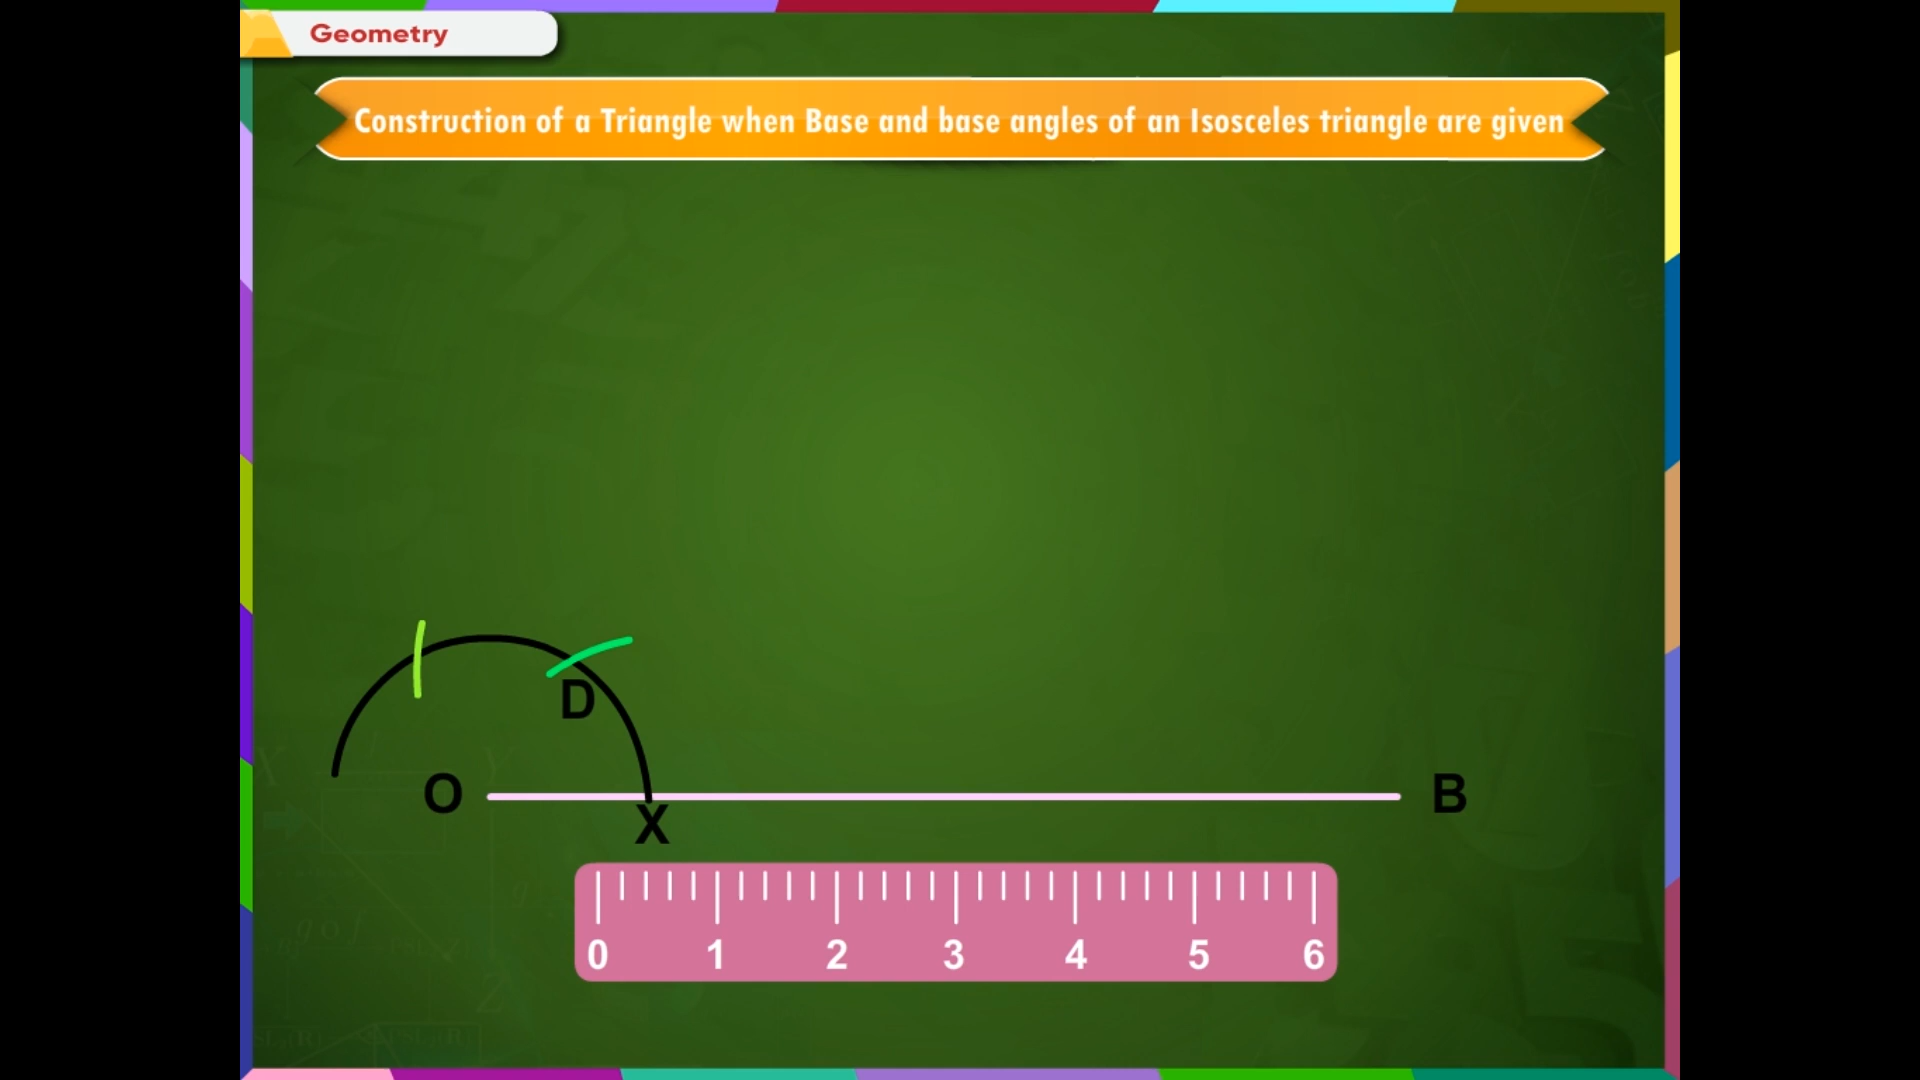 Geometry
Construction of a Triangle when Base and base angles of an Isosceles triangle are given
D
O
B
X
0 1 2 3 4 5 6